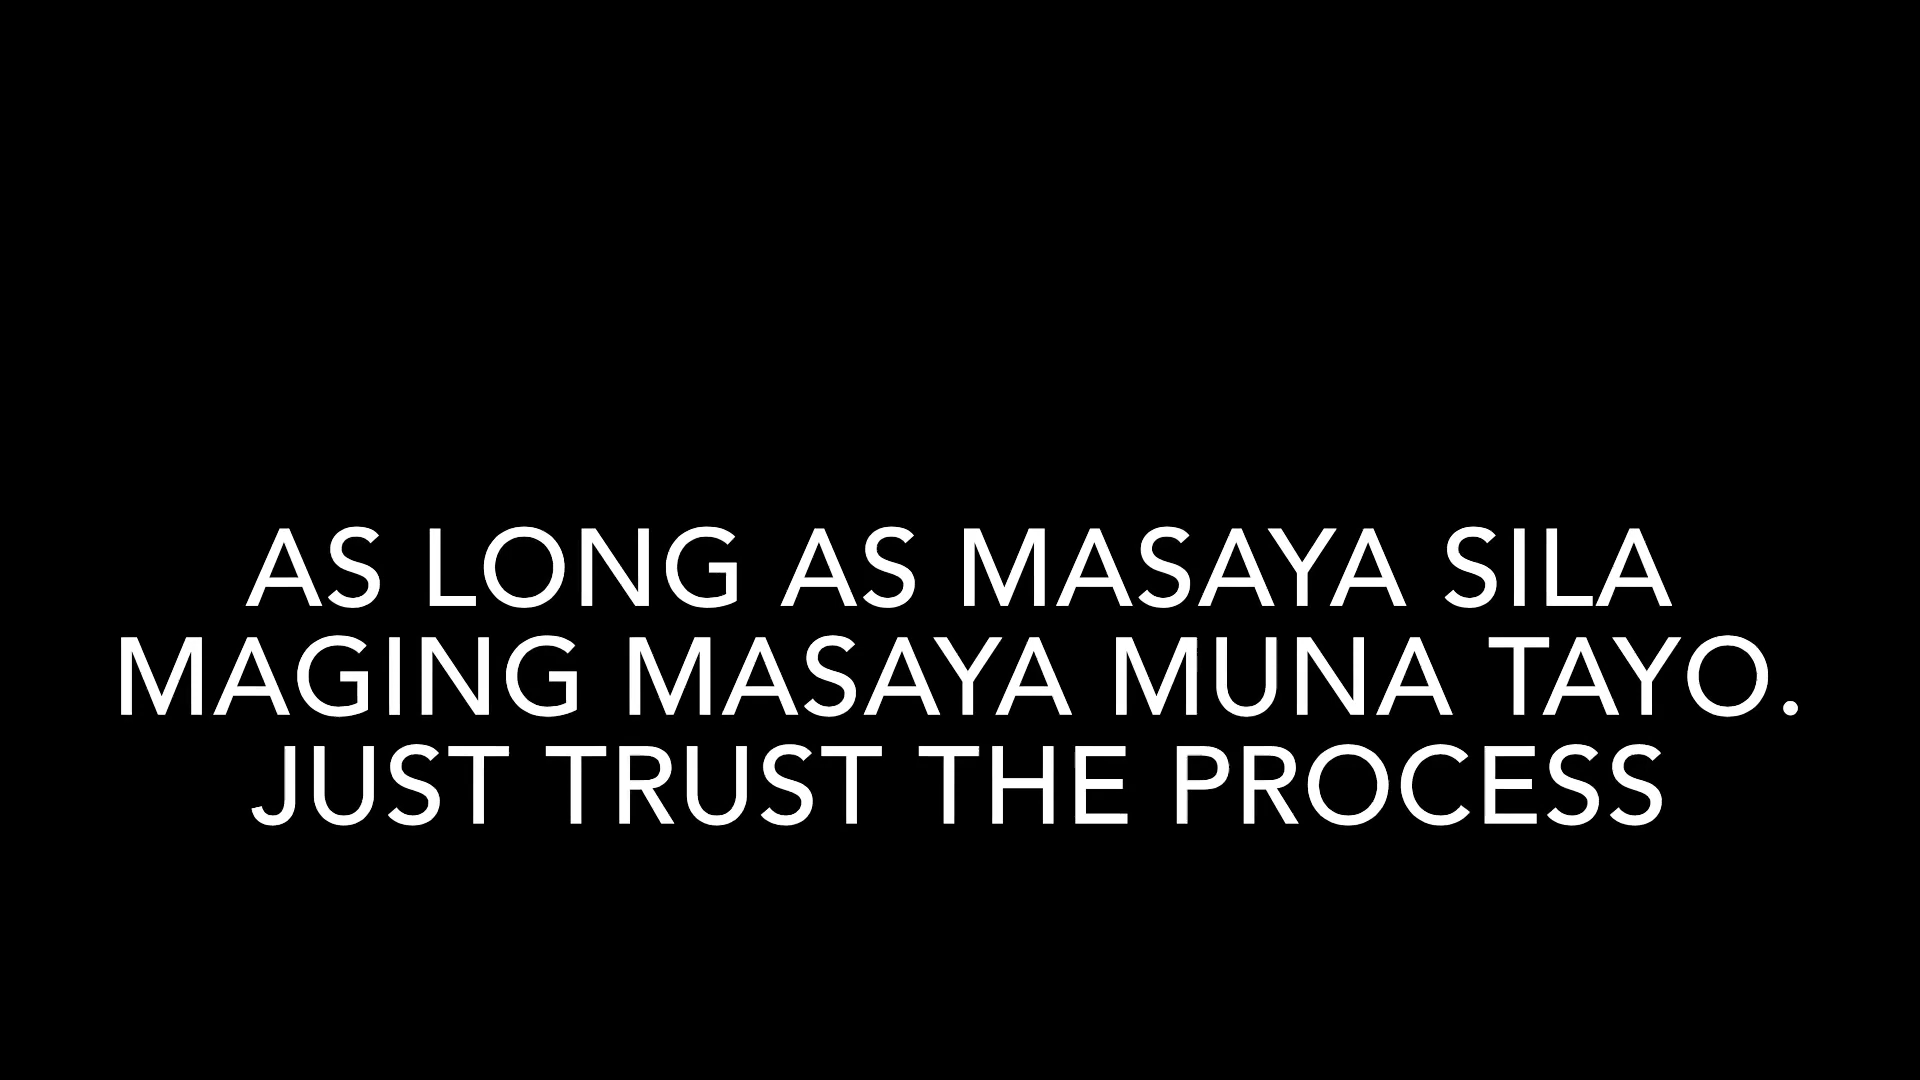 AS LONG AS MASAYA SILA
MAGING MASAYA MUNA TAYO.
JUST TRUST THE PROCESS